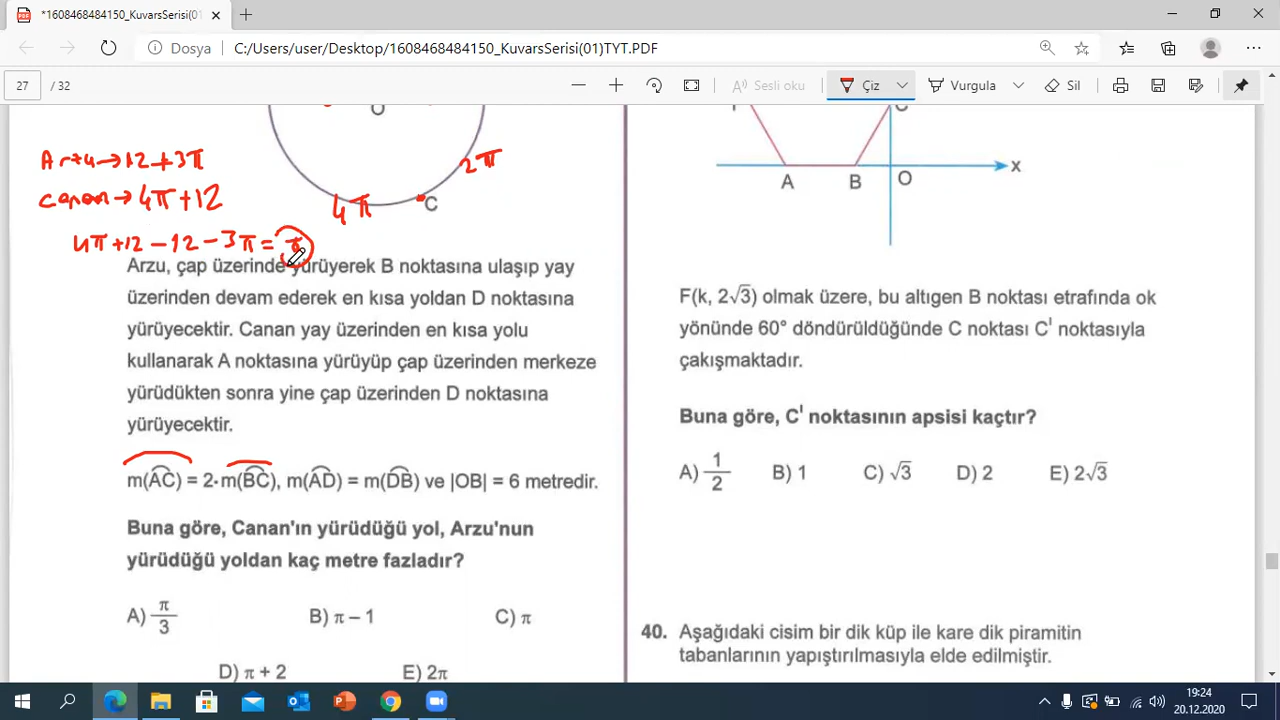 *1608468484150_KuvarsSerisi(01)
Dosya C:/Users/user/Desktop/1608468484150_KuvarsSerisi(01)TYT.PDF
27 / 32
Sesli oku Çiz Vurgula Sil
O
Arzu→12+3π
Canan→4π+12
2π
4π
C
4π+12-12-3π=π
Arzu, çap üzerinde yürüyerek B noktasına ulaşıp yay
üzerinden devam ederek en kısa yoldan D noktasına
yürüyecektir. Canan yay üzerinden en kısa yolu
kullanarak A noktasına yürüyüp çap üzerinden merkeze
yürüdükten sonra yine çap üzerinden D noktasına
yürüyecektir.
m(AC) = 2·m(BC), m(AD) = m(DB) ve |OB| = 6 metredir.
Buna göre, Canan'ın yürüdüğü yol, Arzu'nun
yürüdüğü yoldan kaç metre fazladır?
A) π/3 B) π – 1 C) π
D) π + 2 E) 2π
A B O x
F(k, 2√3) olmak üzere, bu altıgen B noktası etrafında ok
yönünde 60° döndürüldüğünde C noktası C' noktasıyla
çakışmaktadır.
Buna göre, C' noktasının apsisi kaçtır?
A) 1/2 B) 1 C) √3 D) 2 E) 2√3
40. Aşağıdaki cisim bir dik küp ile kare dik piramitin
tabanlarının yapıştırılmasıyla elde edilmiştir.
19:24
20.12.2020